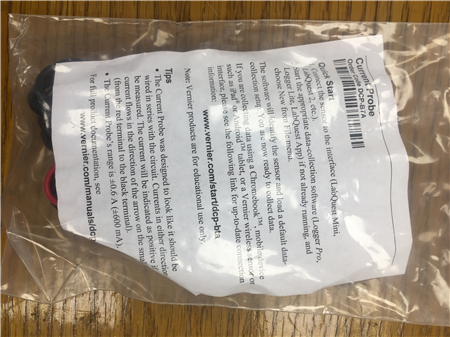 Current Probe
Order Code DCP-BTA
Quick Start
Connect the sensor to the interface (LabQuest Mini,
LabQuest 2, etc.).
start the appropriate data-collection software (Logger Pro,
Logger Lite, LabQuest App) if not already running, and
choose New from File menu.
The software will identify the sensor and load a default data-
collection setup. You are now ready to collect data.
If you are collecting data using a Chromebook™, mobile device
such as iPad® or Android™ tablet, or a Vernier wireless sensor or
interface, please see the following link for up-to-date connection
information:
www.vernier.com/start/dcp-bta
Note: Vernier products are for educational use only.
Tips
• The Current Probe was designed to look like it should be
wired in series with the circuit. Currents in either direction
be measured. The current will be indicated as positive
current flows in the direction of the arrow on the small
(from the red terminal to the black terminal).
• The Current Probe's range is ±0.6 A (±600 mA).
For full product documentation, see
www.vernier.com/manuals/dcp